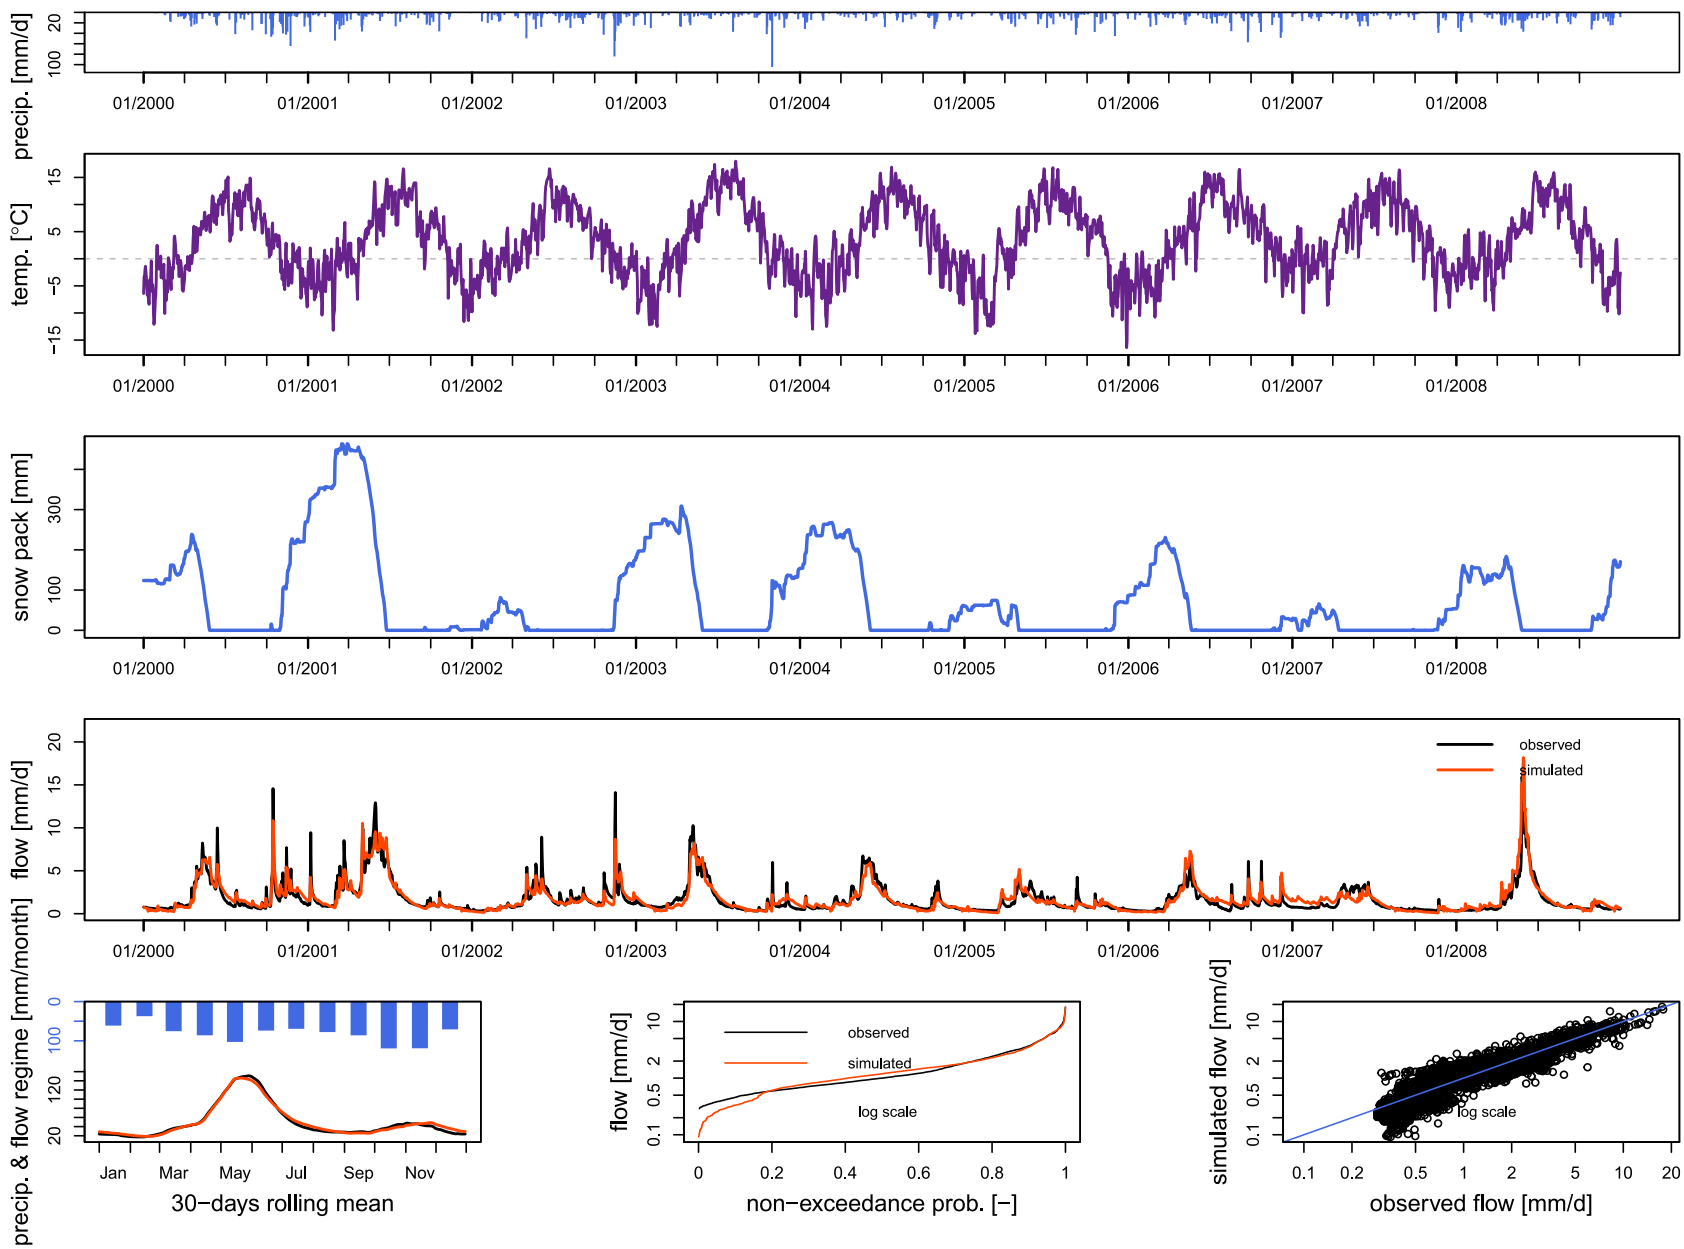 precip. [mm/d]
20
100
01/2000 01/2001 01/2002 01/2003 01/2004 01/2005 01/2006 01/2007 01/2008
temp. [°C]
15
5
−5
−15
01/2000 01/2001 01/2002 01/2003 01/2004 01/2005 01/2006 01/2007 01/2008
snow pack [mm]
300
100
0
01/2000 01/2001 01/2002 01/2003 01/2004 01/2005 01/2006 01/2007 01/2008
flow [mm/d]
20
15
10
5
0
observed
simulated
01/2000 01/2001 01/2002 01/2003 01/2004 01/2005 01/2006 01/2007 01/2008
precip. & flow regime [mm/month]
0
100
120
20
Jan Mar May Jul Sep Nov
30−days rolling mean
flow [mm/d]
10
2
0.5
0.1
observed
simulated
log scale
0 0.2 0.4 0.6 0.8 1
non−exceedance prob. [−]
simulated flow [mm/d]
10
2
0.5
0.1
log scale
0.1 0.2 0.5 1 2 5 10 20
observed flow [mm/d]